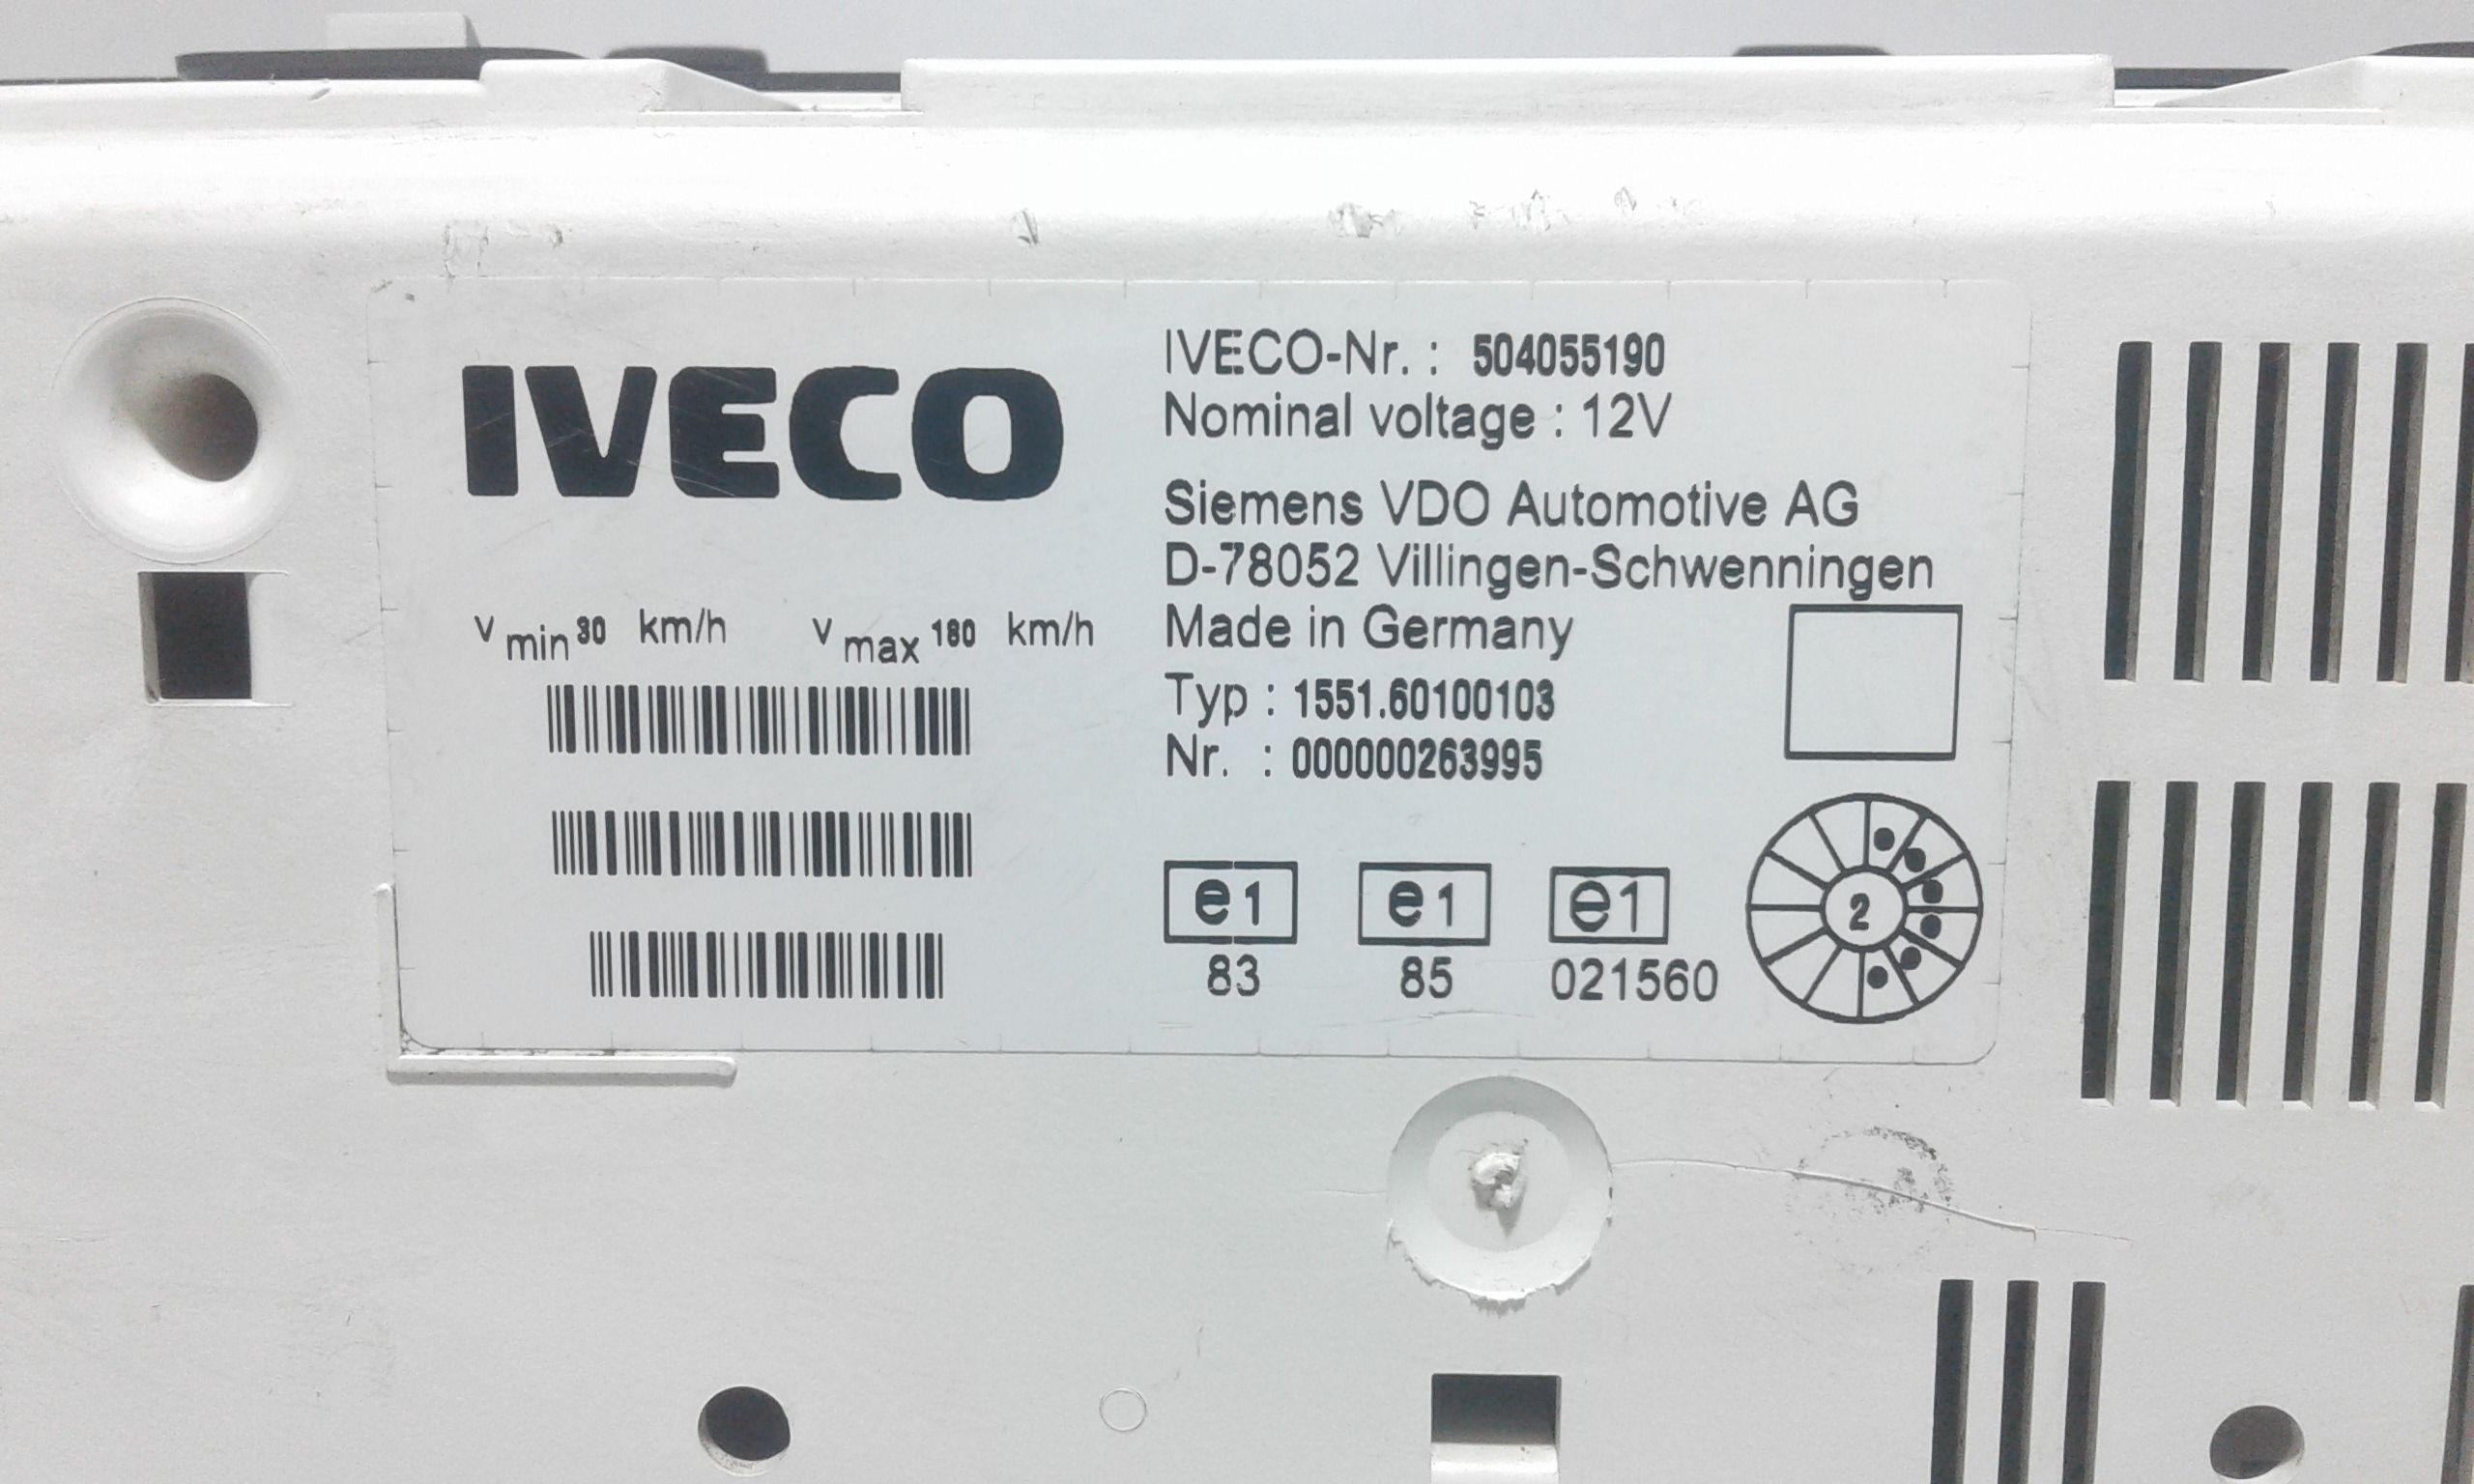 IVECO
v min 30 km/h v max 180 km/h
IVECO-Nr. : 504055190
Nominal voltage : 12V
Siemens VDO Automotive AG
D-78052 Villingen-Schwenningen
Made in Germany
Typ : 1551.60100103
Nr. : 000000263995
e1 e1 e1
83 85 021560
2